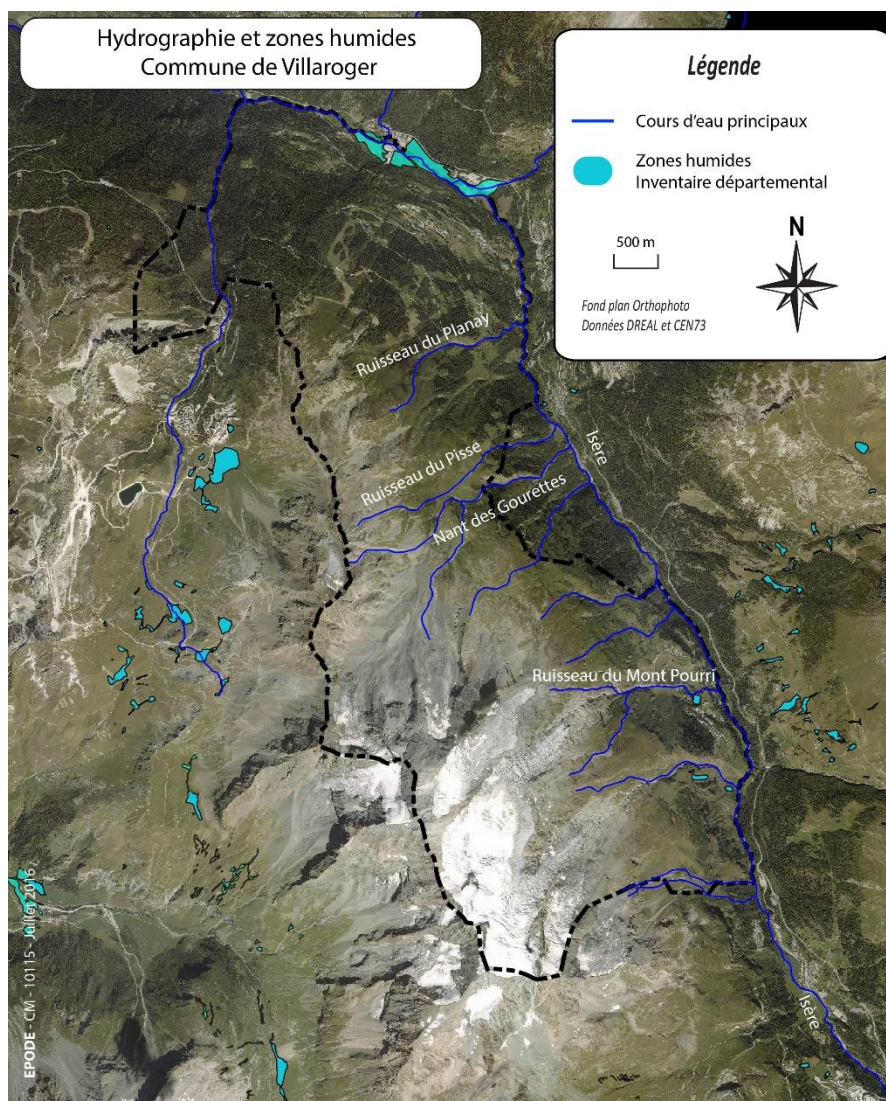 Hydrographie et zones humides
Commune de Villaroger
Légende
Cours d'eau principaux
Zones humides
Inventaire départemental
500 m
N
Fond plan Orthophoto
Données DREAL et CEN73
Ruisseau du Planay
Isère
Ruisseau du Pisse
Nant des Gourettes
Ruisseau du Mont Pourri
Isère
EPODE - CM - 10115 - Juillet 2016